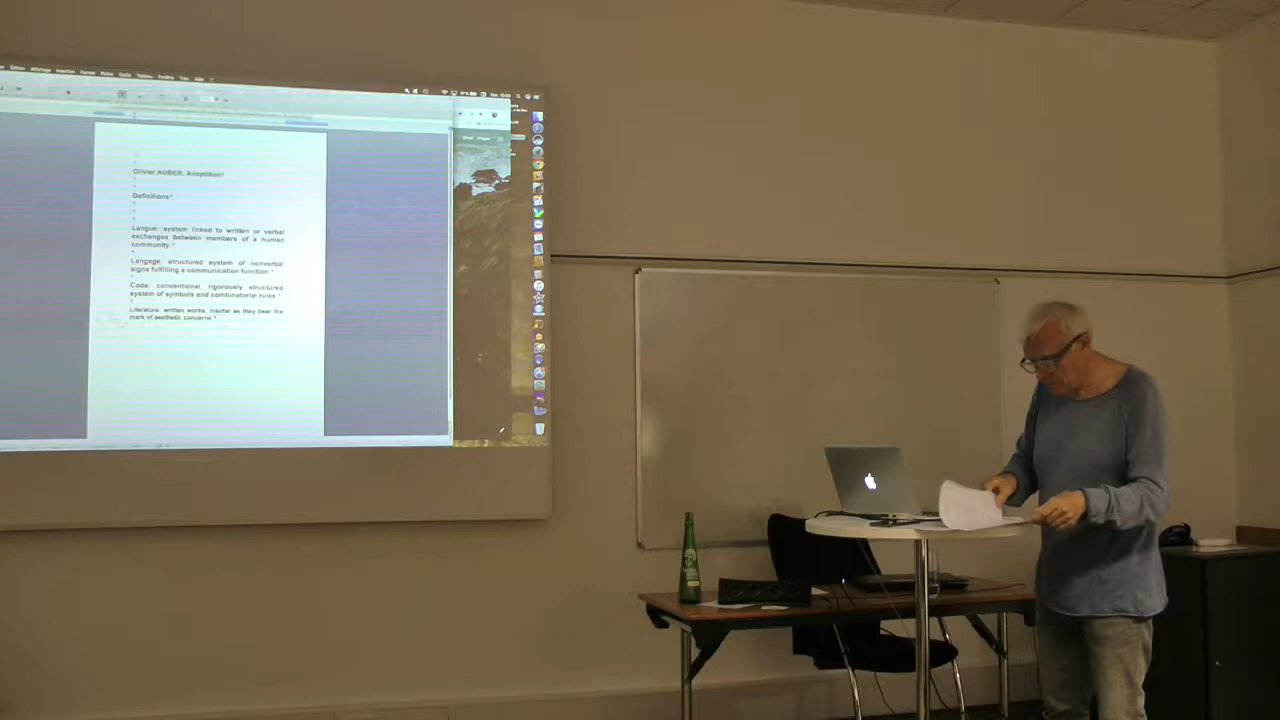 Olivier AUBER, Anoptikon
Definitions
Langue: system linked to written or verbal
exchanges between members of a human
community.
Langage: structured system of nonverbal
signs fulfilling a communication function.
Code: conventional, rigorously structured
system of symbols and combinatorial rules
Literature: written works, insofar as they bear the
mark of aesthetic concerns